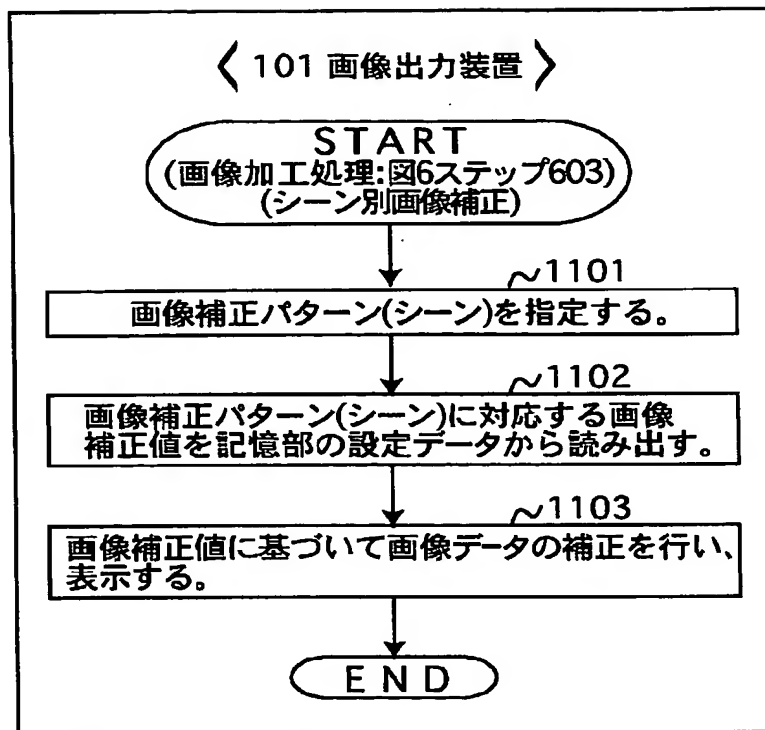 〈101 画像出力装置〉
START
(画像加工処理:図6ステップ603)
(シーン別画像補正)
〜1101
画像補正パターン(シーン)を指定する。
〜1102
画像補正パターン(シーン)に対応する画像
補正値を記憶部の設定データから読み出す。
〜1103
画像補正値に基づいて画像データの補正を行い、
表示する。
END